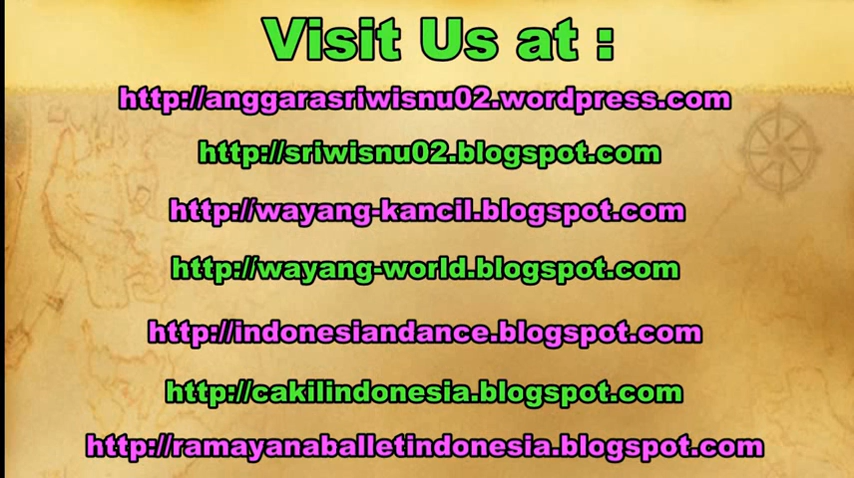 Visit Us at :
http://anggarasriwisnu02.wordpress.com
http://sriwisnu02.blogspot.com
http://wayang-kancil.blogspot.com
http://wayang-world.blogspot.com
http://indonesiandance.blogspot.com
http://cakilindonesia.blogspot.com
http://ramayanaballetindonesia.blogspot.com